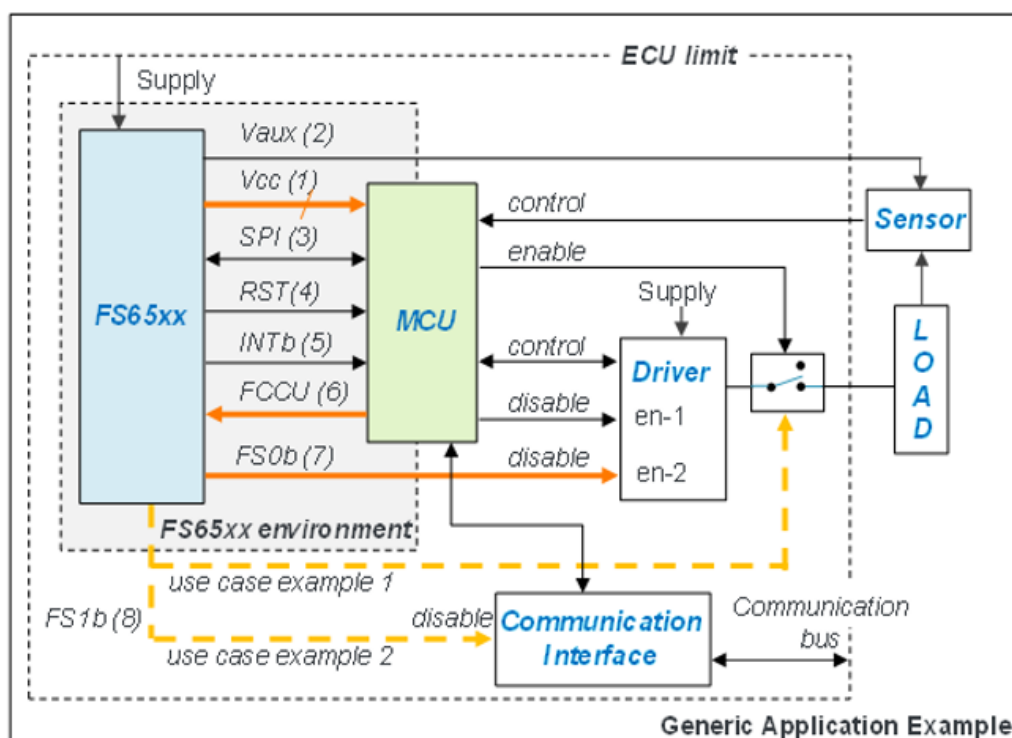 ECU limit
Supply
Vaux (2)
Vcc (1)
SPI (3)
RST(4)
INTb (5)
FCCU (6)
FS0b (7)
FS65xx
MCU
control
enable
Supply
control
disable
disable
Driver
en-1
en-2
Sensor
L
O
A
D
FS65xx environment
use case example 1
FS1b (8)
disable
use case example 2
Communication
Interface
Communication
bus
Generic Application Example